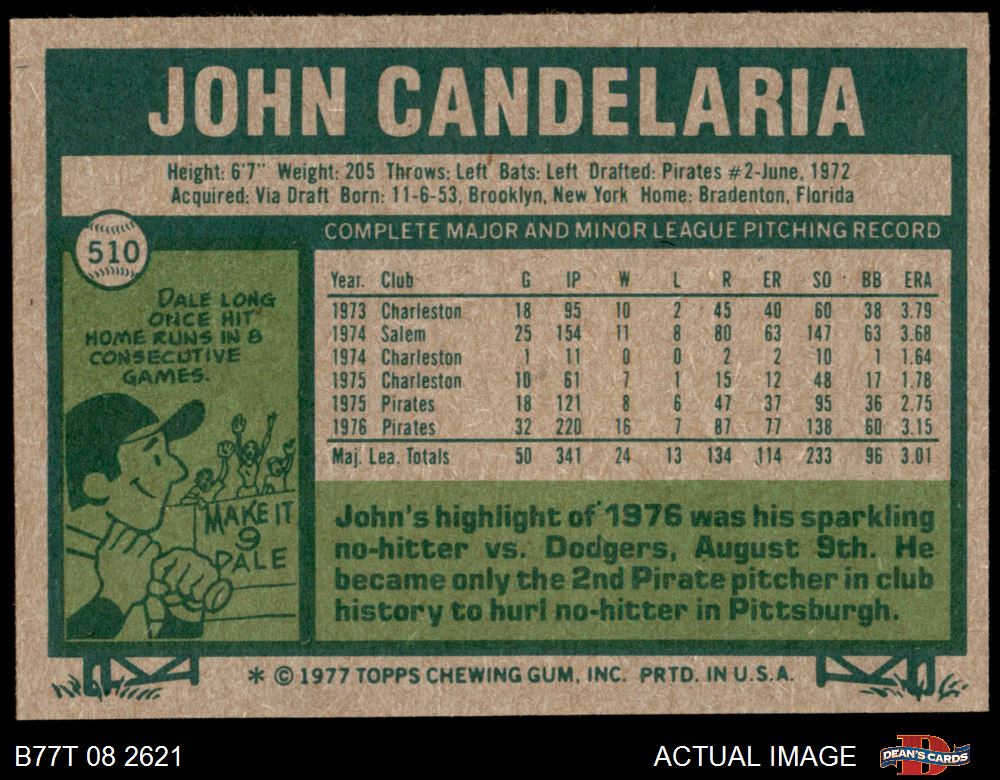 JOHN CANDELARIA
Height: 6'7" Weight: 205 Throws: Left Bats: Left Drafted: Pirates #2-June, 1972
Acquired: Via Draft Born: 11-6-53, Brooklyn, New York Home: Bradenton, Florida
510
COMPLETE MAJOR AND MINOR LEAGUE PITCHING RECORD
DALE LONG
ONCE HIT
HOME RUNS IN 8
CONSECUTIVE
GAMES.
MAKE IT
9
DALE
Year. Club G IP W L R ER SO BB ERA
1973 Charleston 18 95 10 2 45 40 60 38 3.79
1974 Salem 25 154 11 8 80 63 147 63 3.68
1974 Charleston 1 11 0 0 2 2 10 1 1.64
1975 Charleston 10 61 7 1 15 12 48 17 1.78
1975 Pirates 18 121 8 6 47 37 95 36 2.75
1976 Pirates 32 220 16 7 87 77 138 60 3.15
Maj. Lea. Totals 50 341 24 13 134 114 233 96 3.01
John's highlight of 1976 was his sparkling
no-hitter vs. Dodgers, August 9th. He
became only the 2nd Pirate pitcher in club
history to hurl no-hitter in Pittsburgh.
* © 1977 TOPPS CHEWING GUM, INC. PRTD. IN U.S.A.
B77T 08 2621
ACTUAL IMAGE
DEAN'S CARDS